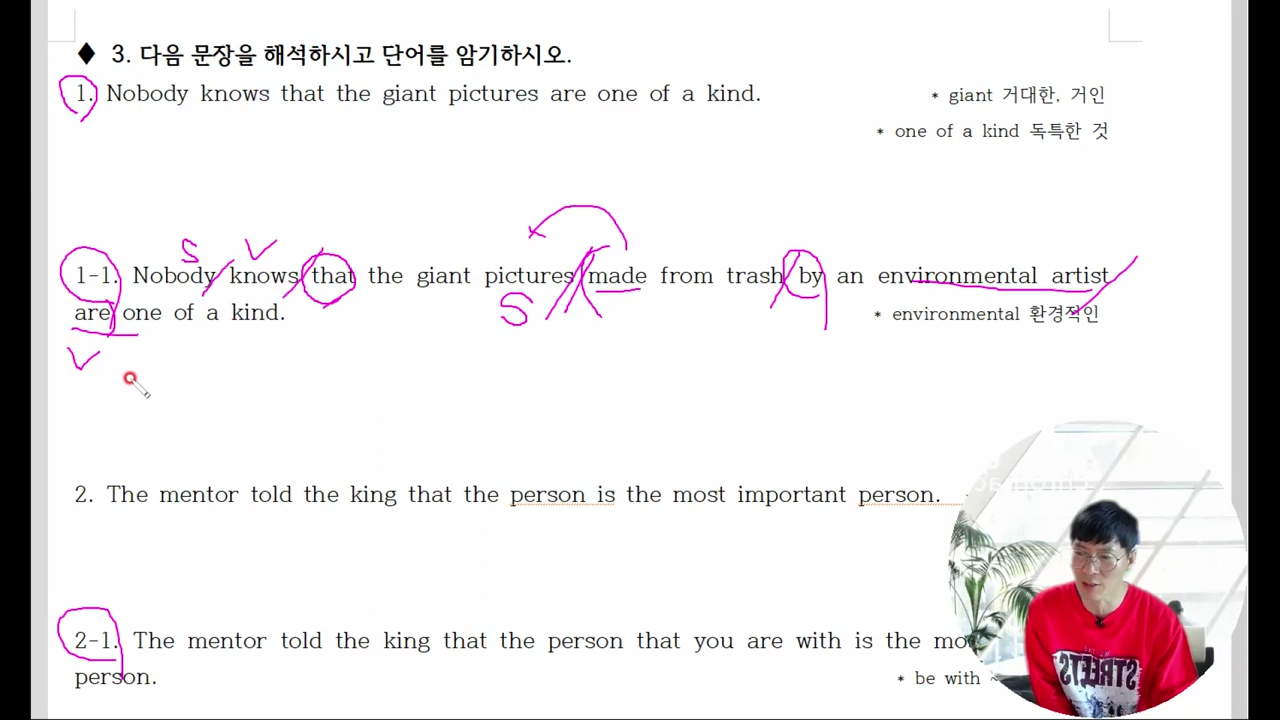 ◆ 3. 다음 문장을 해석하시고 단어를 암기하시오.
1. Nobody knows that the giant pictures are one of a kind.
* giant 거대한, 거인
* one of a kind 독특한 것
S V
1-1. Nobody knows that the giant pictures made from trash by an environmental artist
S
are one of a kind.
* environmental 환경적인
V
2. The mentor told the king that the person is the most important person.
2-1. The mentor told the king that the person that you are with is the
person.
* be with ~
STREETS